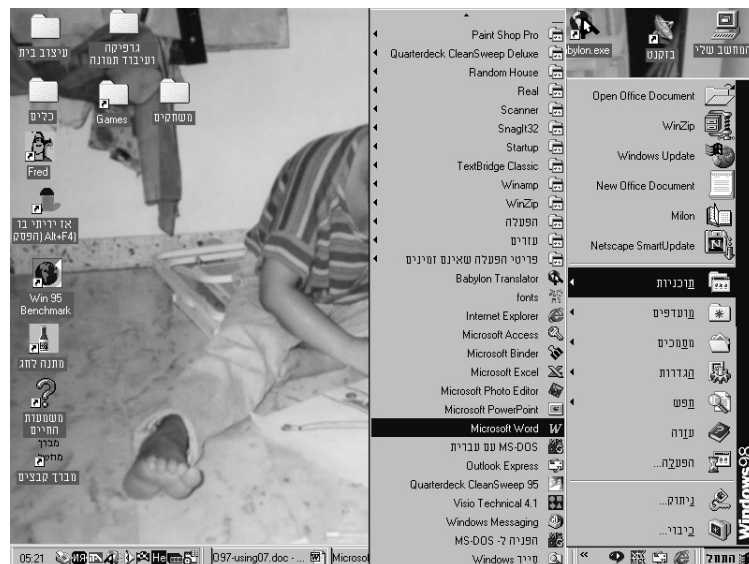 עיצוב בית
גרפיקה
ועיבוד תמונה
כלים
Games
משחקים
Fred
אז יריתי בו
(הפסק (Alt+F4
Win 95
Benchmark
מתנה לחג
משמעות
החיים
מברך
מברך קבצים
Paint Shop Pro
Quarterdeck CleanSweep Deluxe
Random House
Real
Scanner
SnagIt32
Startup
TextBridge Classic
Winamp
WinZip
הפעלה
עזרים
פריטי הפעלה שאינם זמינים
Babylon Translator
fonts
Internet Explorer
Microsoft Access
Microsoft Binder
Microsoft Excel
Microsoft Photo Editor
Microsoft PowerPoint
Microsoft Word
MS-DOS עם עברית
Outlook Express
Quarterdeck CleanSweep 95
Visio Technical 4.1
Windows Messaging
הפניה ל- MS-DOS
סייר Windows
bylon.exe
בזקנט
מחשב שלי
Open Office Document
WinZip
Windows Update
New Office Document
Milon
Netscape SmartUpdate
תוכניות
מועדפים
מסמכים
הגדרות
חפש
עזרה
הפעלה...
ניתוק...
כיבוי...
Windows98
05:21
He
O97-using07.doc - ...
Microsof
«
התחל